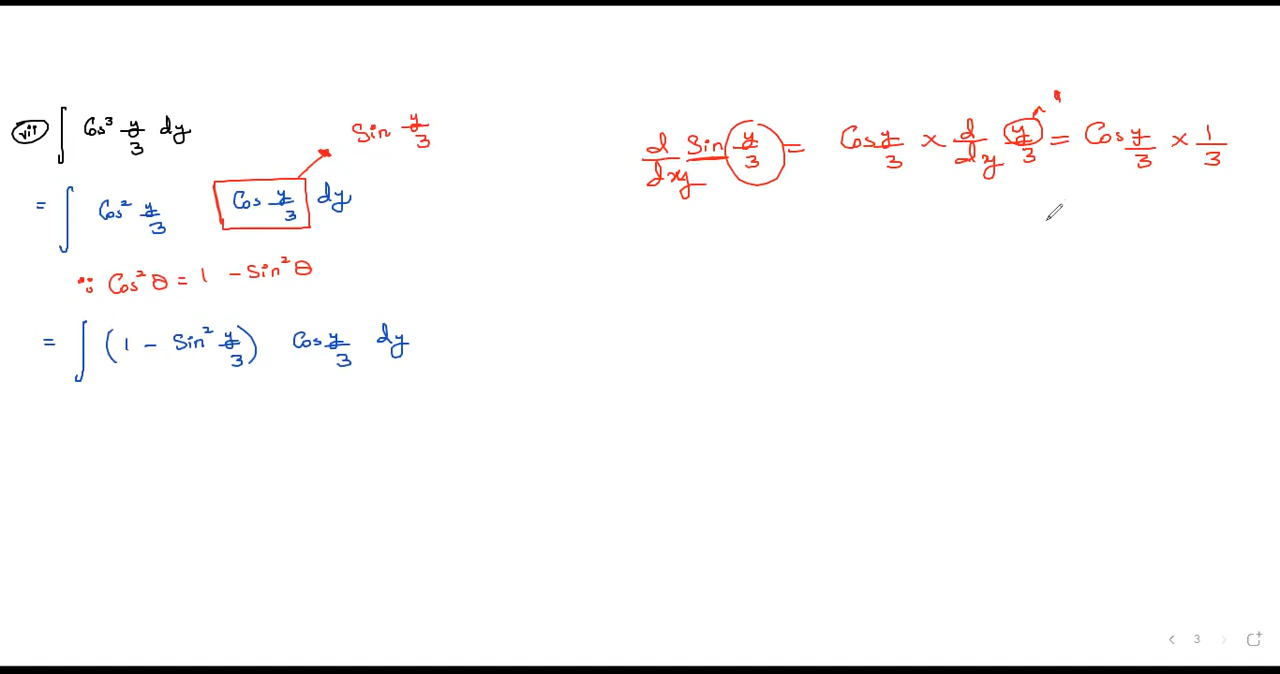 vii ∫ Cos³ y/3 dy
Sin y/3
= ∫ Cos² y/3 Cos y/3 dy
∵ Cos²θ = 1 - Sin²θ
= ∫ (1 - Sin² y/3) Cos y/3 dy
d/dxy Sin y/3 = Cos y/3 × d/dy y/3 = Cos y/3 × 1/3
< 3 >